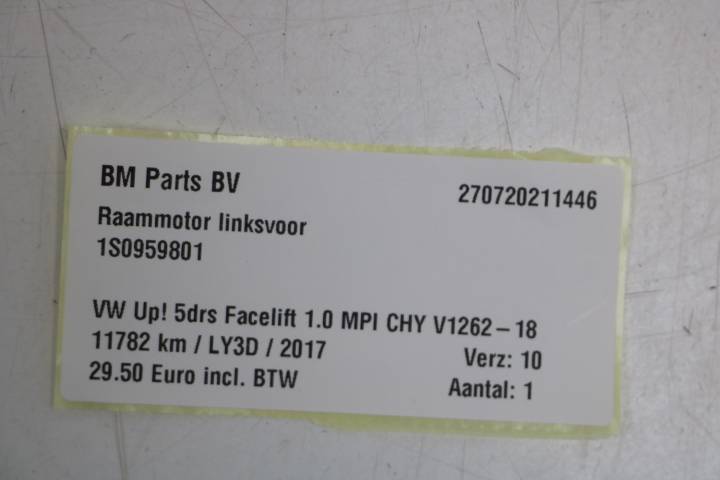 BM Parts BV
270720211446
Raammotor linksvoor
1S0959801
VW Up! 5drs Facelift 1.0 MPI CHY V1262-18
11782 km / LY3D / 2017
Verz: 10
29.50 Euro incl. BTW
Aantal: 1